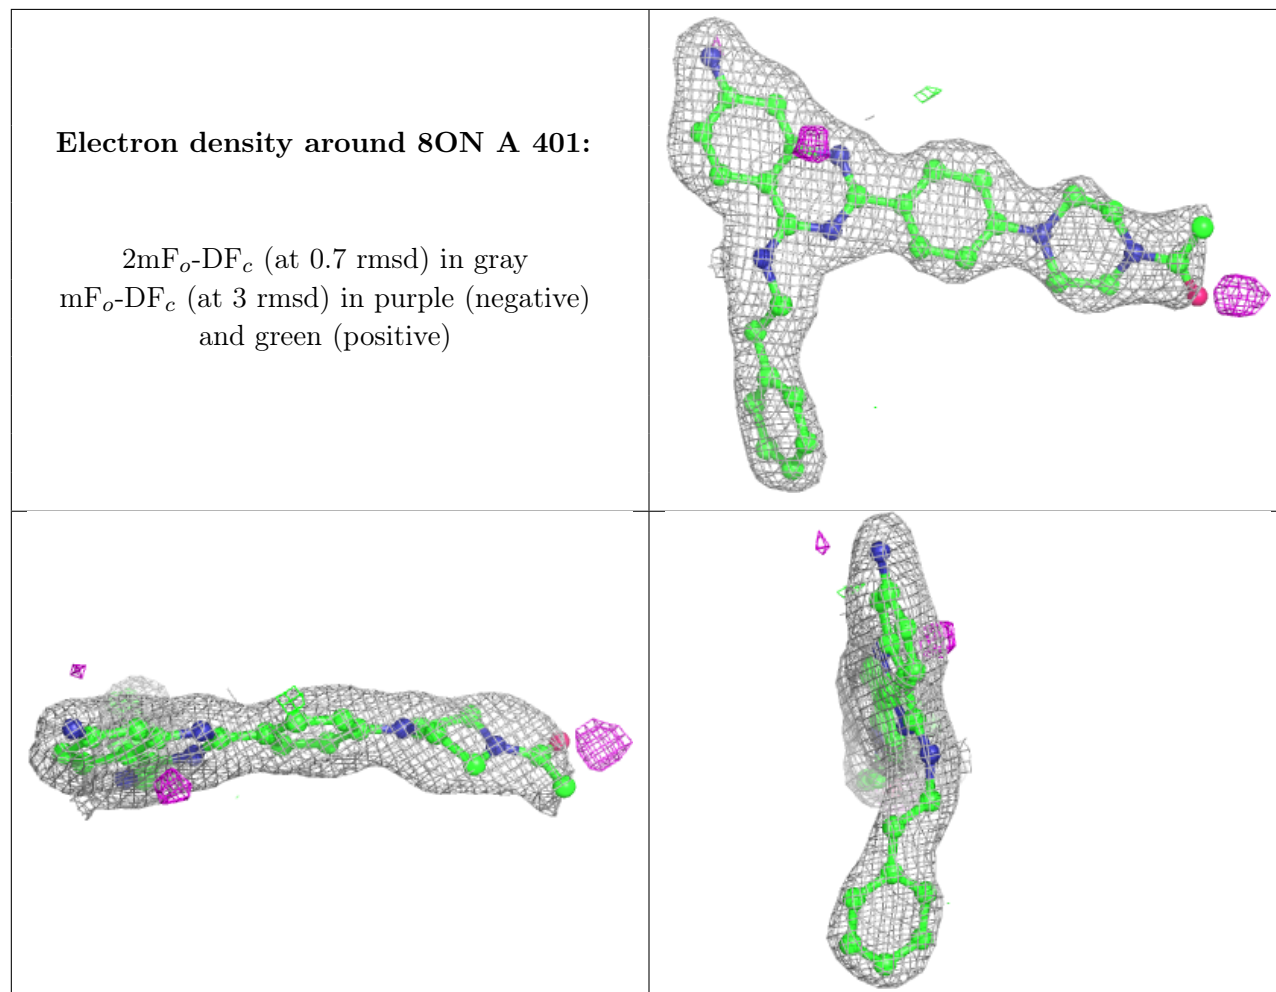 Electron density around 8ON A 401:
2mFo-DFc (at 0.7 rmsd) in gray
mFo-DFc (at 3 rmsd) in purple (negative)
and green (positive)